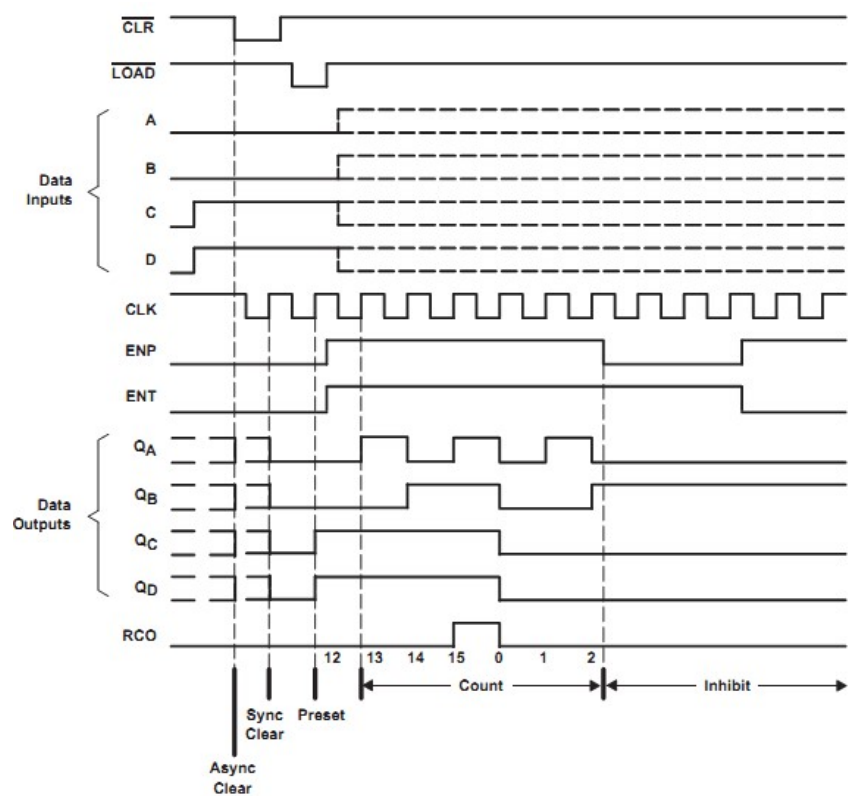 CLR
LOAD
A
B
Data
Inputs
C
D
CLK
ENP
ENT
QA
QB
Data
Outputs
QC
QD
RCO
12 13 14 15 0 1 2
Count Inhibit
Sync
Clear
Preset
Async
Clear